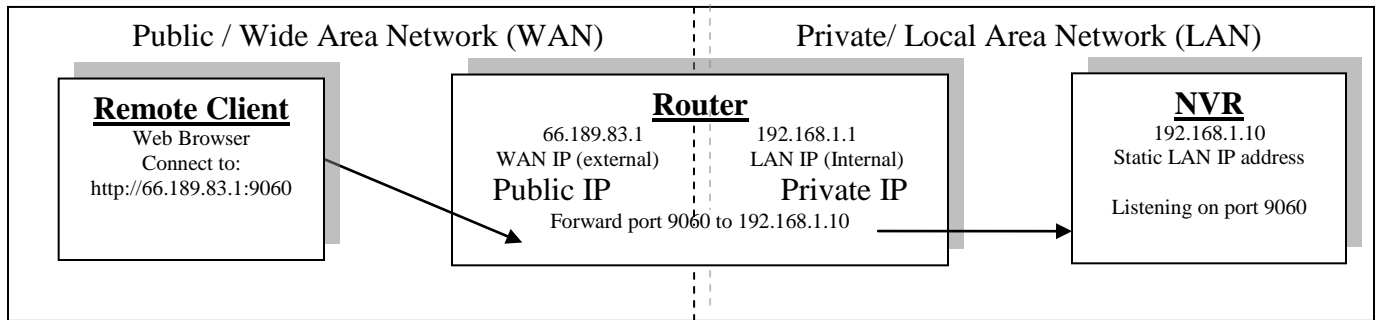 Public / Wide Area Network (WAN)
Private/ Local Area Network (LAN)
Remote Client
Web Browser
Connect to:
http://66.189.83.1:9060
Router
66.189.83.1
WAN IP (external)
Public IP
192.168.1.1
LAN IP (Internal)
Private IP
Forward port 9060 to 192.168.1.10
NVR
192.168.1.10
Static LAN IP address
Listening on port 9060